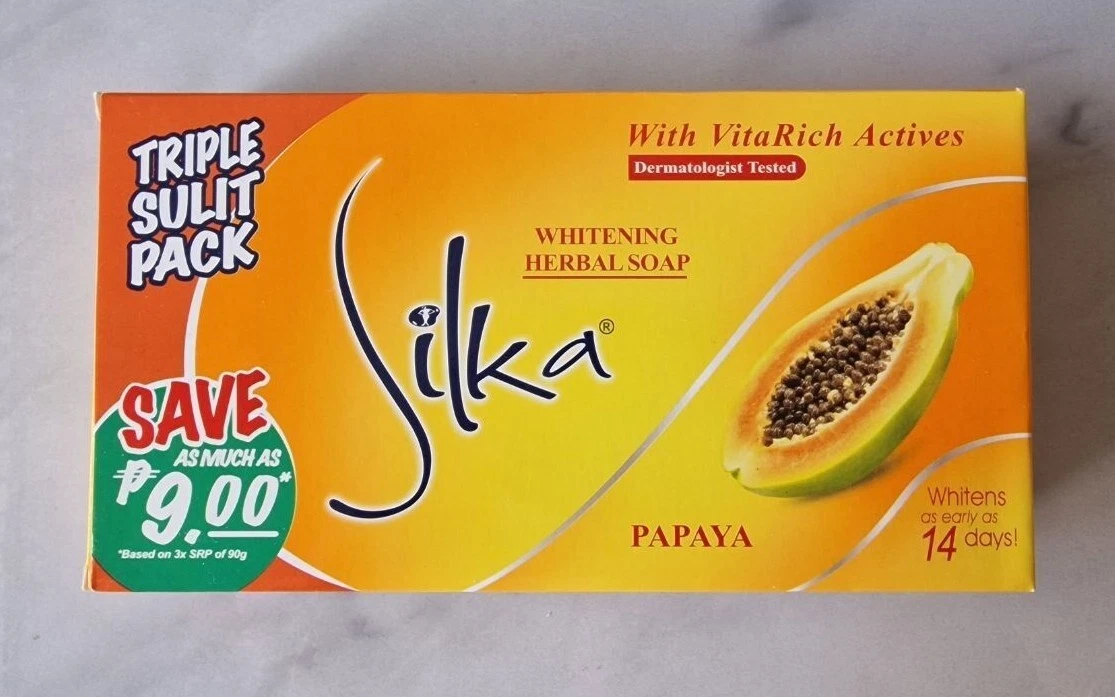 TRIPLE
SULIT
PACK
With VitaRich Actives
Dermatologist Tested
WHITENING
HERBAL SOAP
Silka®
SAVE
AS MUCH AS
₱9.00*
*Based on 3x SRP of 90g
PAPAYA
Whitens
as early as
14 days!